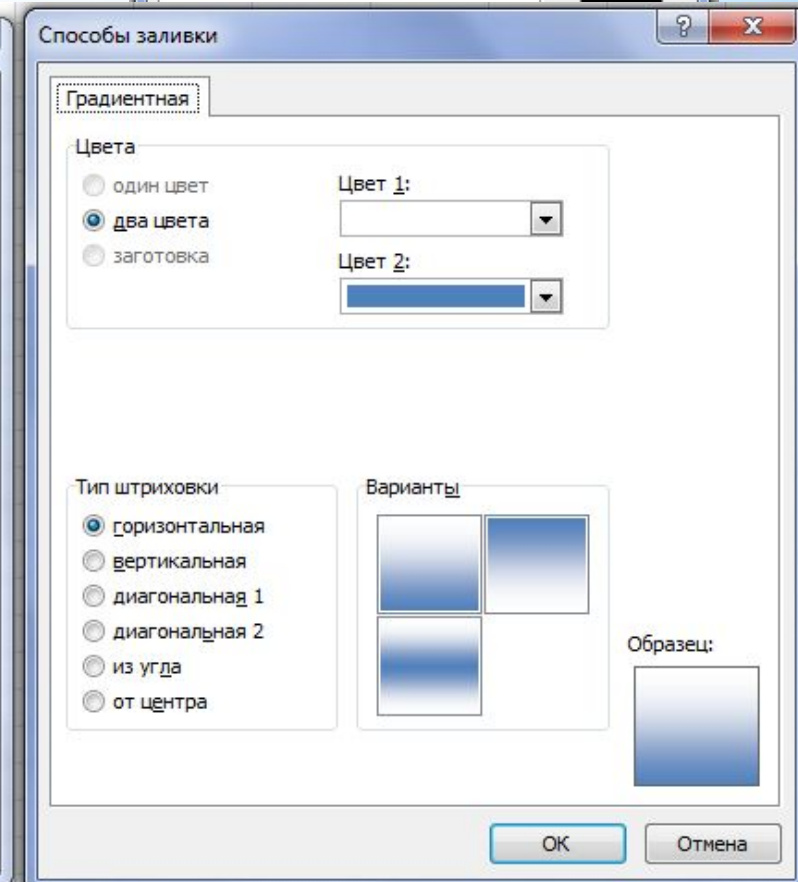 Способы заливки
Градиентная
Цвета
один цвет
два цвета
заготовка
Цвет 1:
Цвет 2:
Тип штриховки
горизонтальная
вертикальная
диагональная 1
диагональная 2
из угла
от центра
Варианты
Образец:
ОК
Отмена